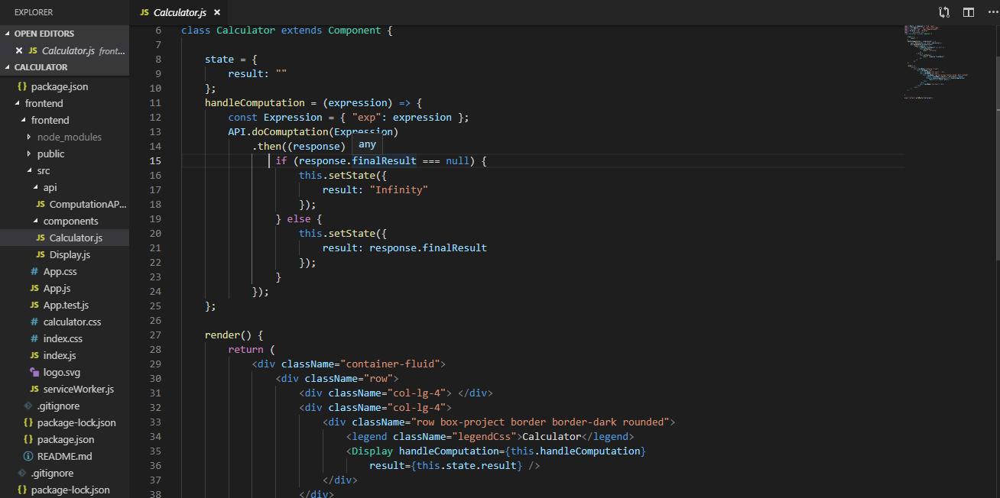 EXPLORER
OPEN EDITORS
JS Calculator.js front...
CALCULATOR
{} package.json
frontend
frontend
node_modules
public
src
api
JS ComputationAP...
components
JS Calculator.js
JS Display.js
# App.css
JS App.js
JS App.test.js
# calculator.css
# index.css
JS index.js
logo.svg
JS serviceWorker.js
.gitignore
{} package-lock.json
{} package.json
README.md
.gitignore
{} package-lock.json
JS Calculator.js ×
6 class Calculator extends Component {
7
8 state = {
9 result: ""
10 };
11 handleComputation = (expression) => {
12 const Expression = { "exp": expression };
13 API.doComuptation(Expression)
14 .then((response) any
15 if (response.finalResult === null) {
16 this.setState({
17 result: "Infinity"
18 });
19 } else {
20 this.setState({
21 result: response.finalResult
22 });
23 }
24 });
25 };
26
27 render() {
28 return (
29 <div className="container-fluid">
30 <div className="row">
31 <div className="col-lg-4"> </div>
32 <div className="col-lg-4">
33 <div className="row box-project border border-dark rounded">
34 <legend className="legendCss">Calculator</legend>
35 <Display handleComputation={this.handleComputation}
36 result={this.state.result} />
37 </div>
38 </div>